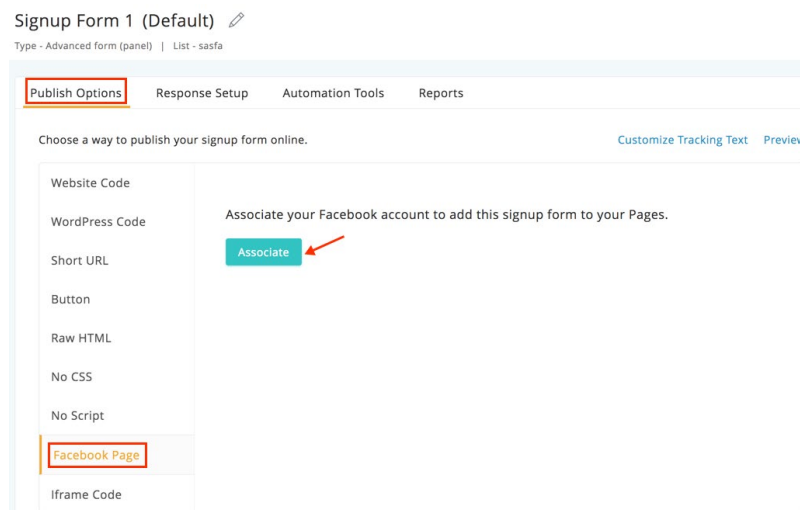 Signup Form 1 (Default)
Type - Advanced form (panel) | List - sasfa
Publish Options Response Setup Automation Tools Reports
Choose a way to publish your signup form online. Customize Tracking Text Preview
Website Code
WordPress Code
Associate your Facebook account to add this signup form to your Pages.
Associate
Short URL
Button
Raw HTML
No CSS
No Script
Facebook Page
Iframe Code